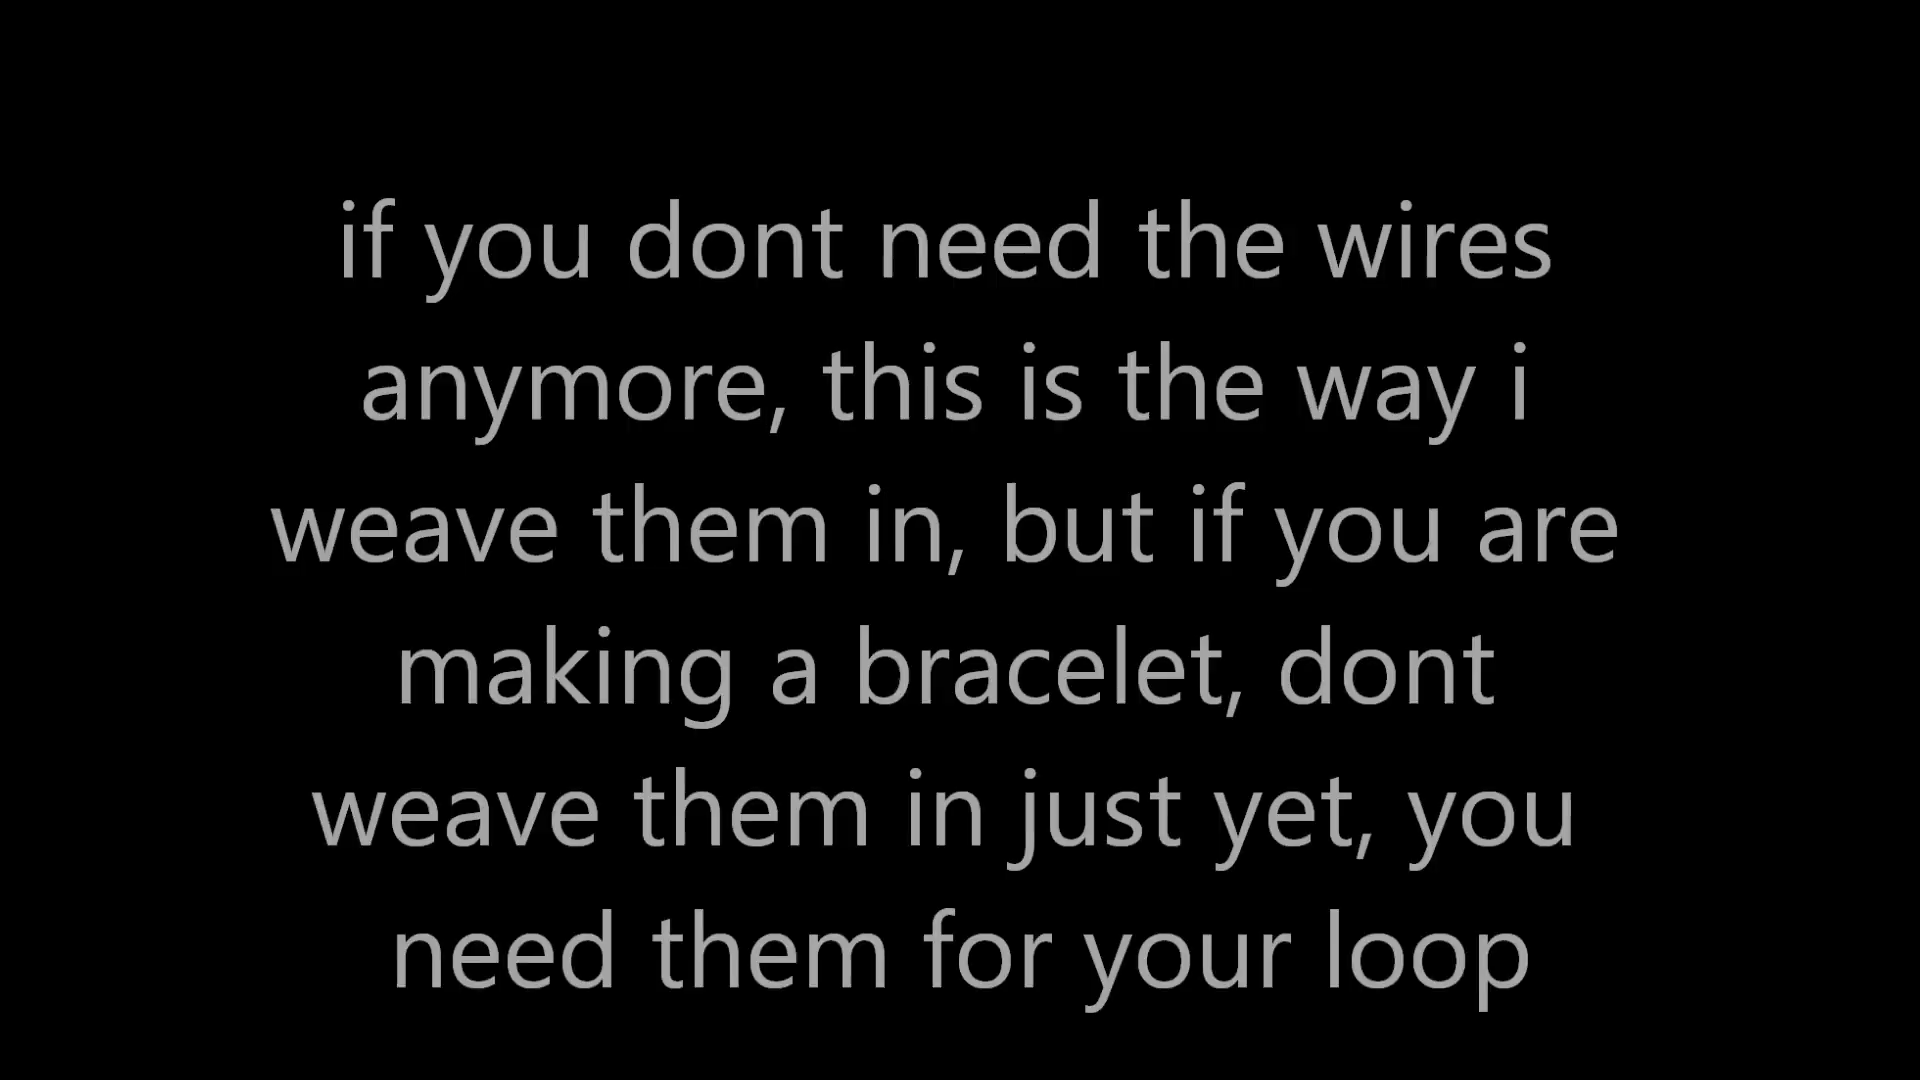 if you dont need the wires
anymore, this is the way i
weave them in, but if you are
making a bracelet, dont
weave them in just yet, you
need them for your loop